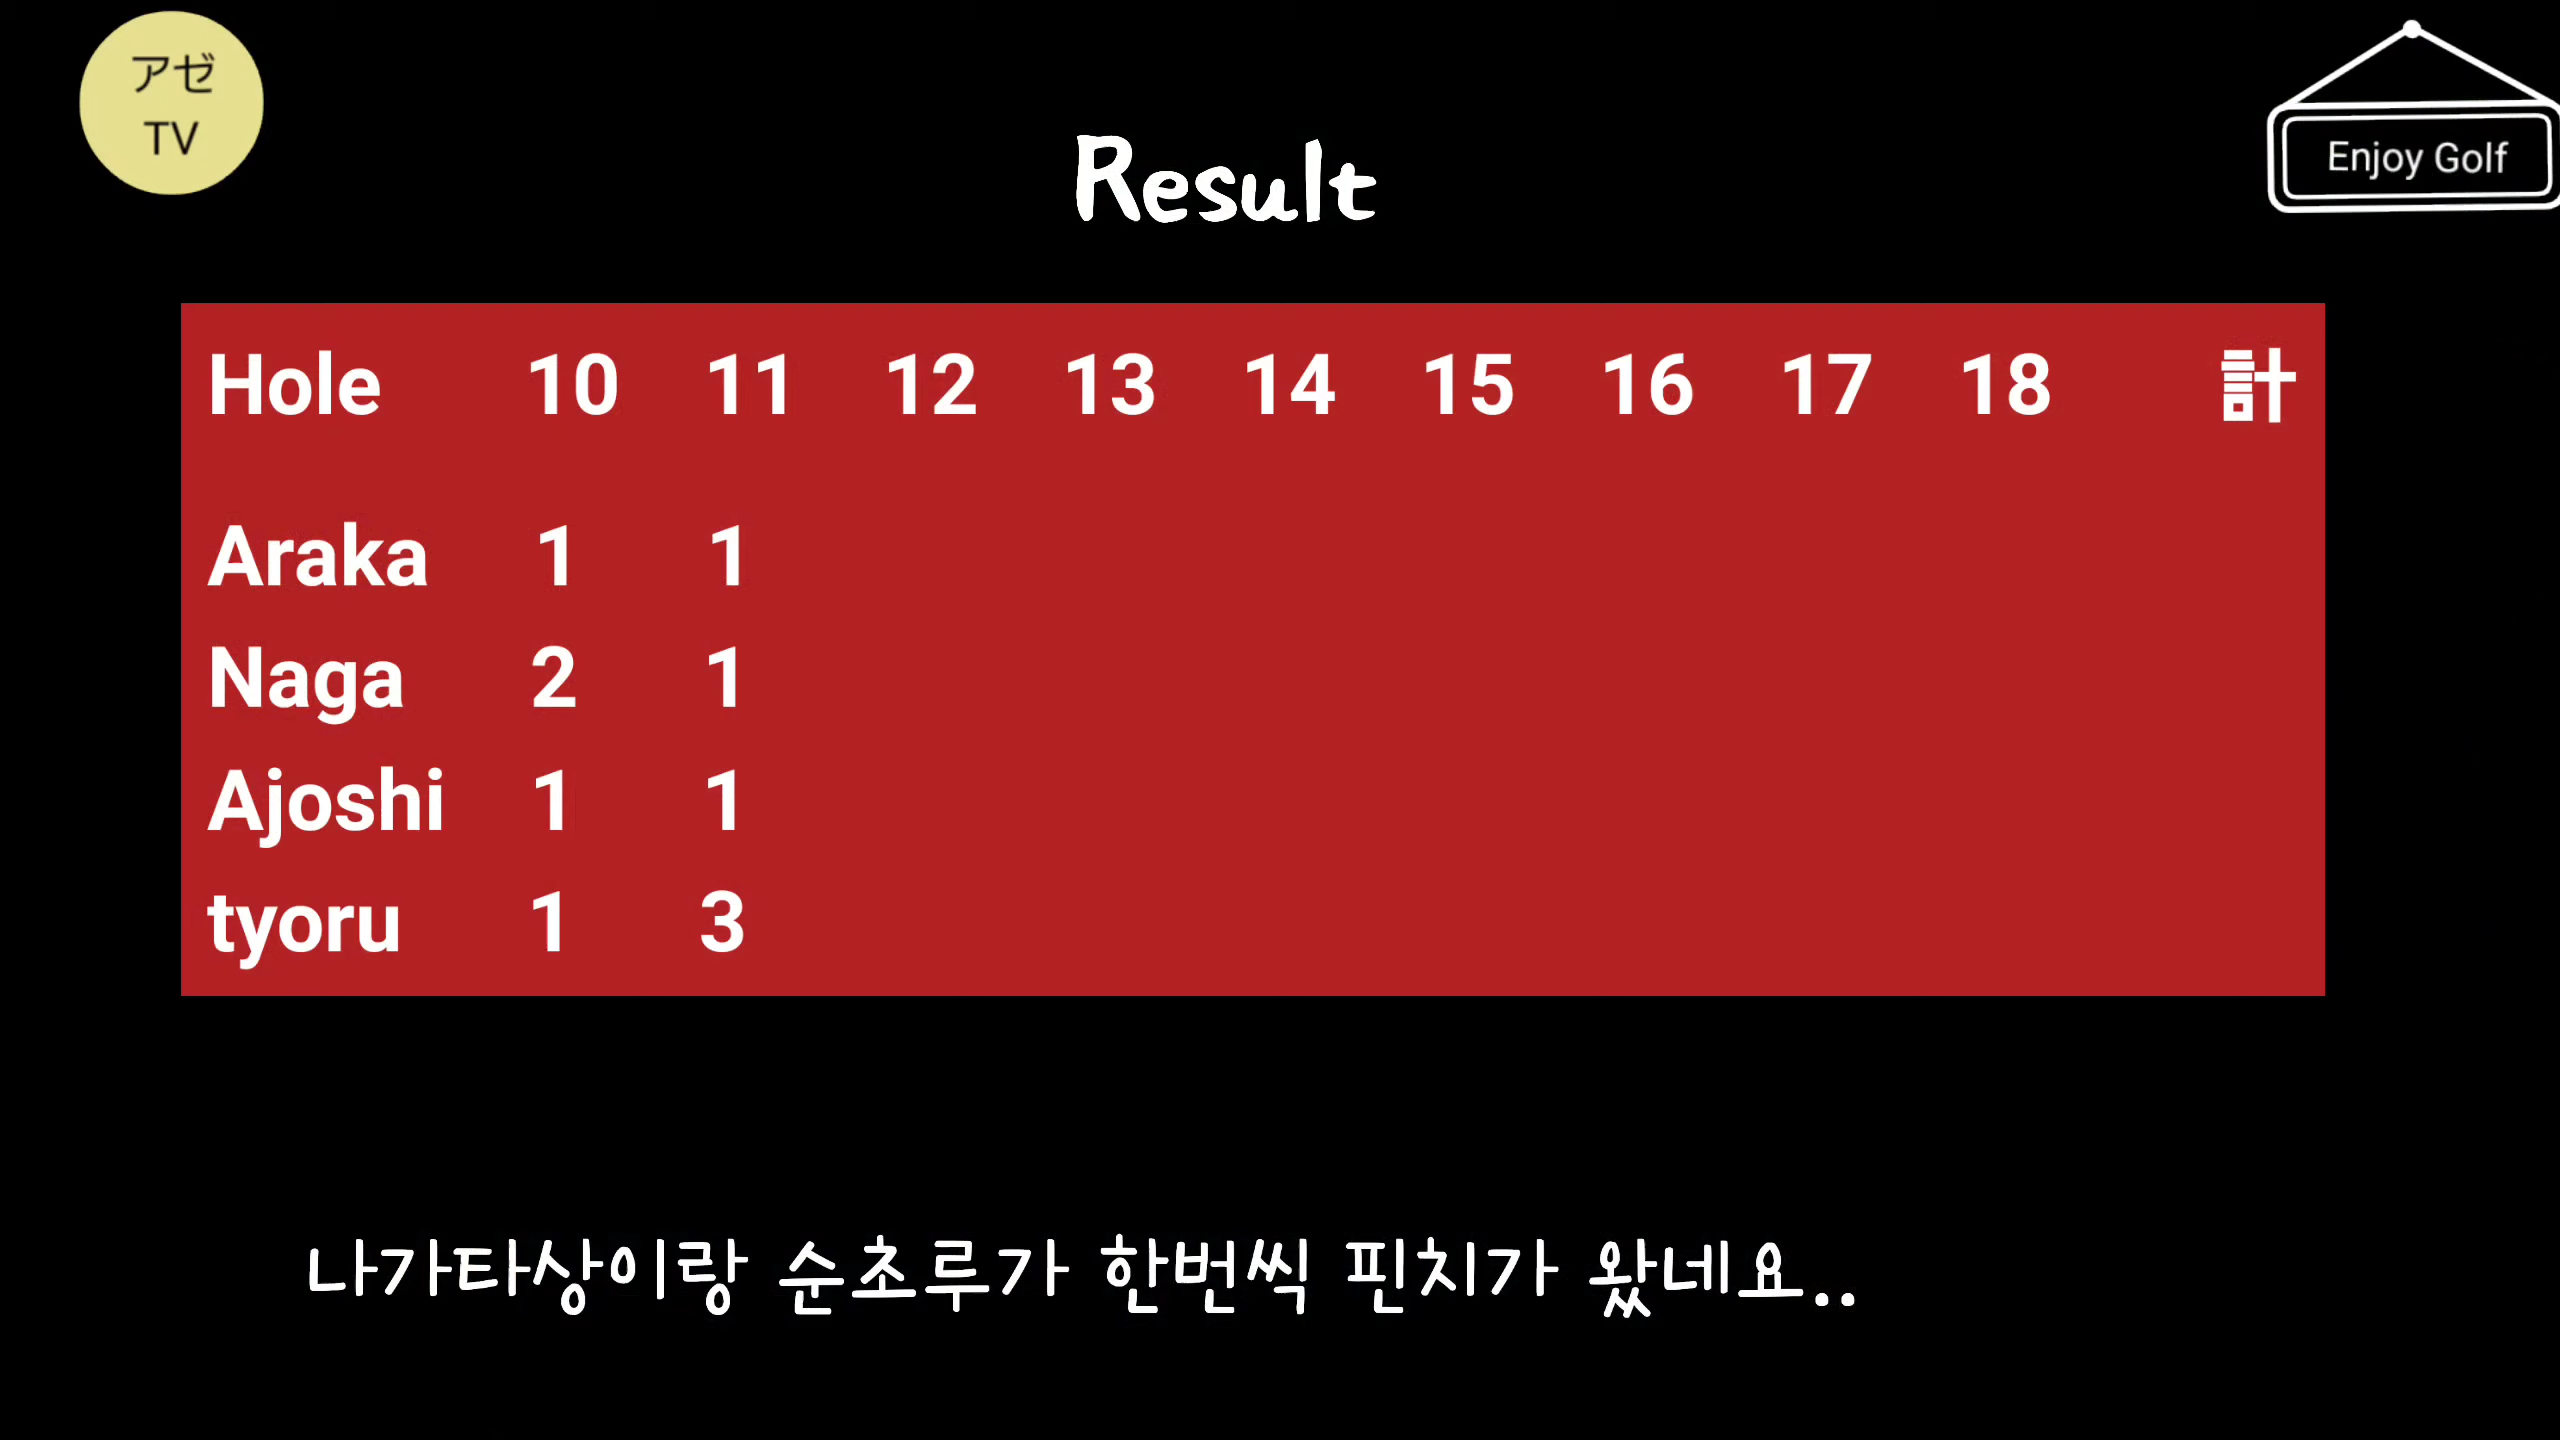 アゼ
TV
Enjoy Golf
Result
Hole 10 11 12 13 14 15 16 17 18 計
Araka 1 1
Naga 2 1
Ajoshi 1 1
tyoru 1 3
나가타상이랑 순초루가 한번씩 핀치가 왔네요..